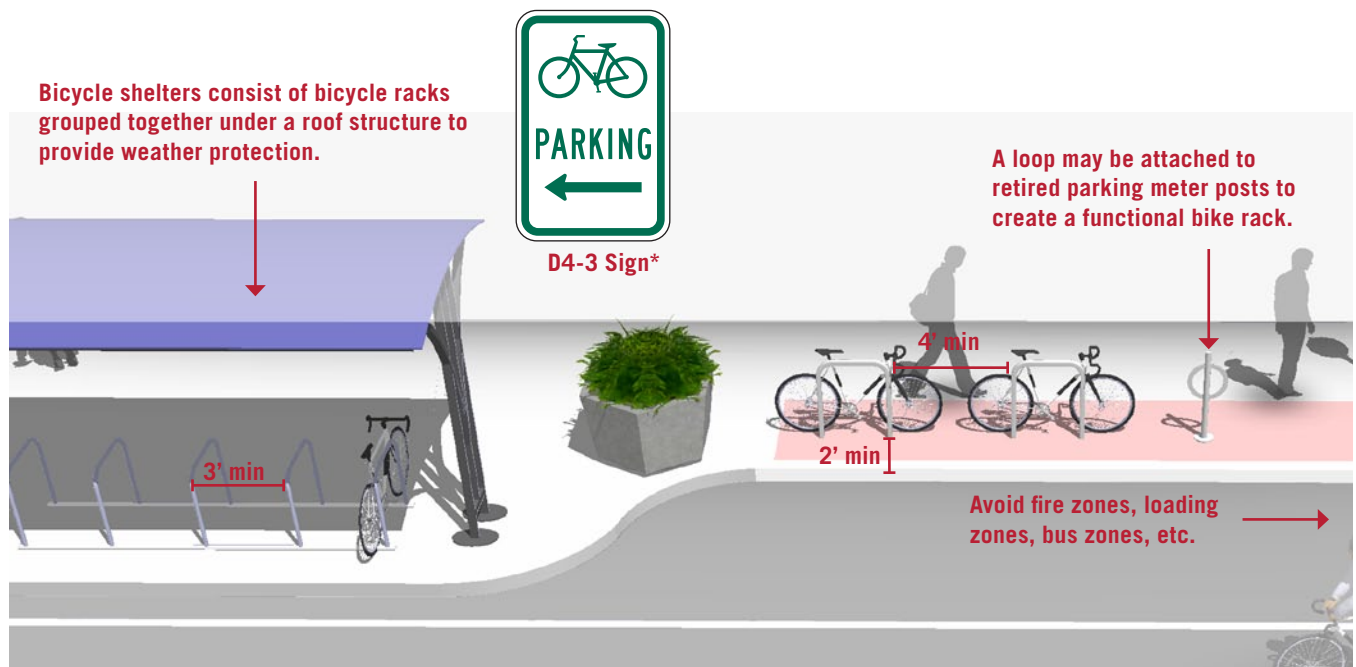 Bicycle shelters consist of bicycle racks
grouped together under a roof structure to
provide weather protection.
PARKING
D4-3 Sign*
A loop may be attached to
retired parking meter posts to
create a functional bike rack.
4’ min
3’ min
2’ min
Avoid fire zones, loading
zones, bus zones, etc.